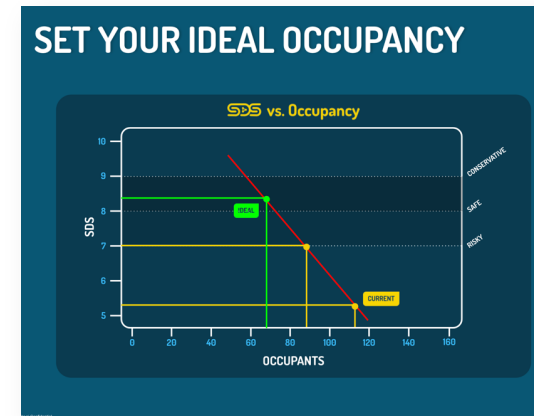 SET YOUR IDEAL OCCUPANCY
SDS vs. Occupancy
10
9
8
7
6
5
SDS
CONSERVATIVE
SAFE
RISKY
IDEAL
CURRENT
0 20 40 60 80 100 120 140 160
OCCUPANTS